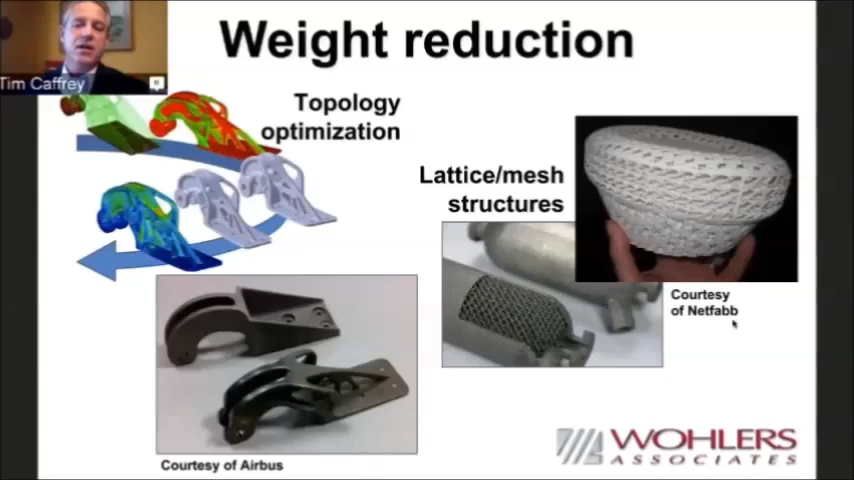 Weight reduction
Tim Caffrey
Topology
optimization
Lattice/mesh
structures
Courtesy
of Netfabb
Courtesy of Airbus
WOHLERS
ASSOCIATES